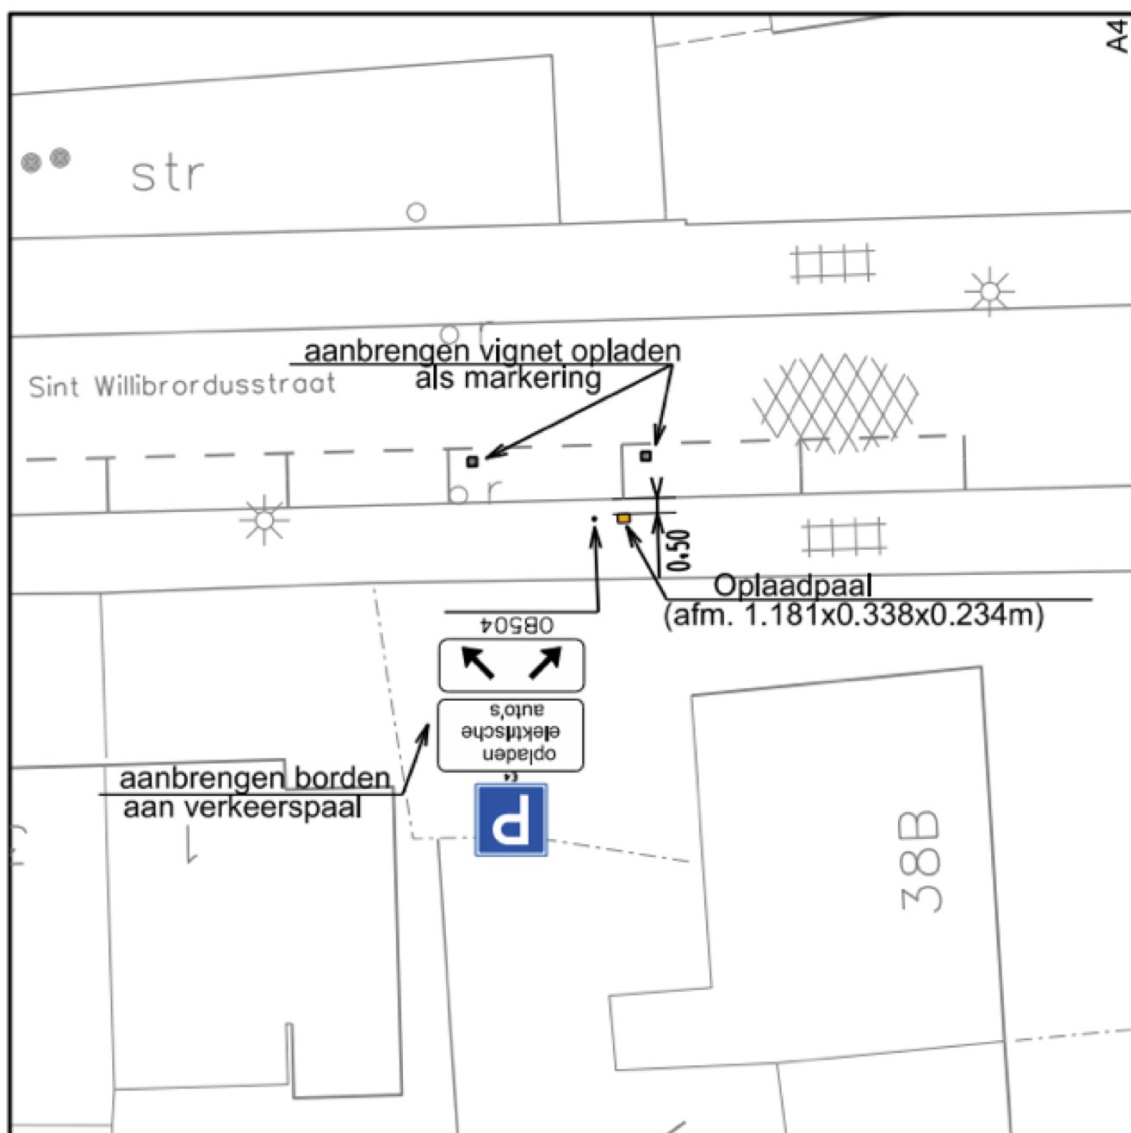 A4
str
r
aanbrengen vignet opladen
als markering
Sint Willibrordusstraat
r
0.50
Oplaadpaal
(afm. 1.181x0.338x0.234m)
OB504
opladen
elektrische
auto's
P
aanbrengen borden
aan verkeerspaal
1
38B